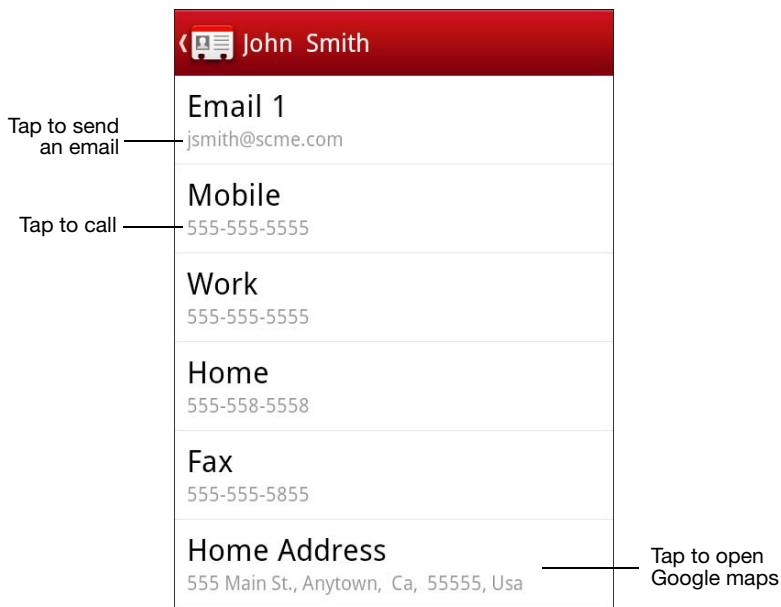 John Smith
Email 1
Tap to send
an email
jsmith@scme.com
Mobile
Tap to call
555-555-5555
Work
555-555-5555
Home
555-558-5558
Fax
555-555-5855
Home Address
555 Main St., Anytown, Ca, 55555, Usa
Tap to open
Google maps